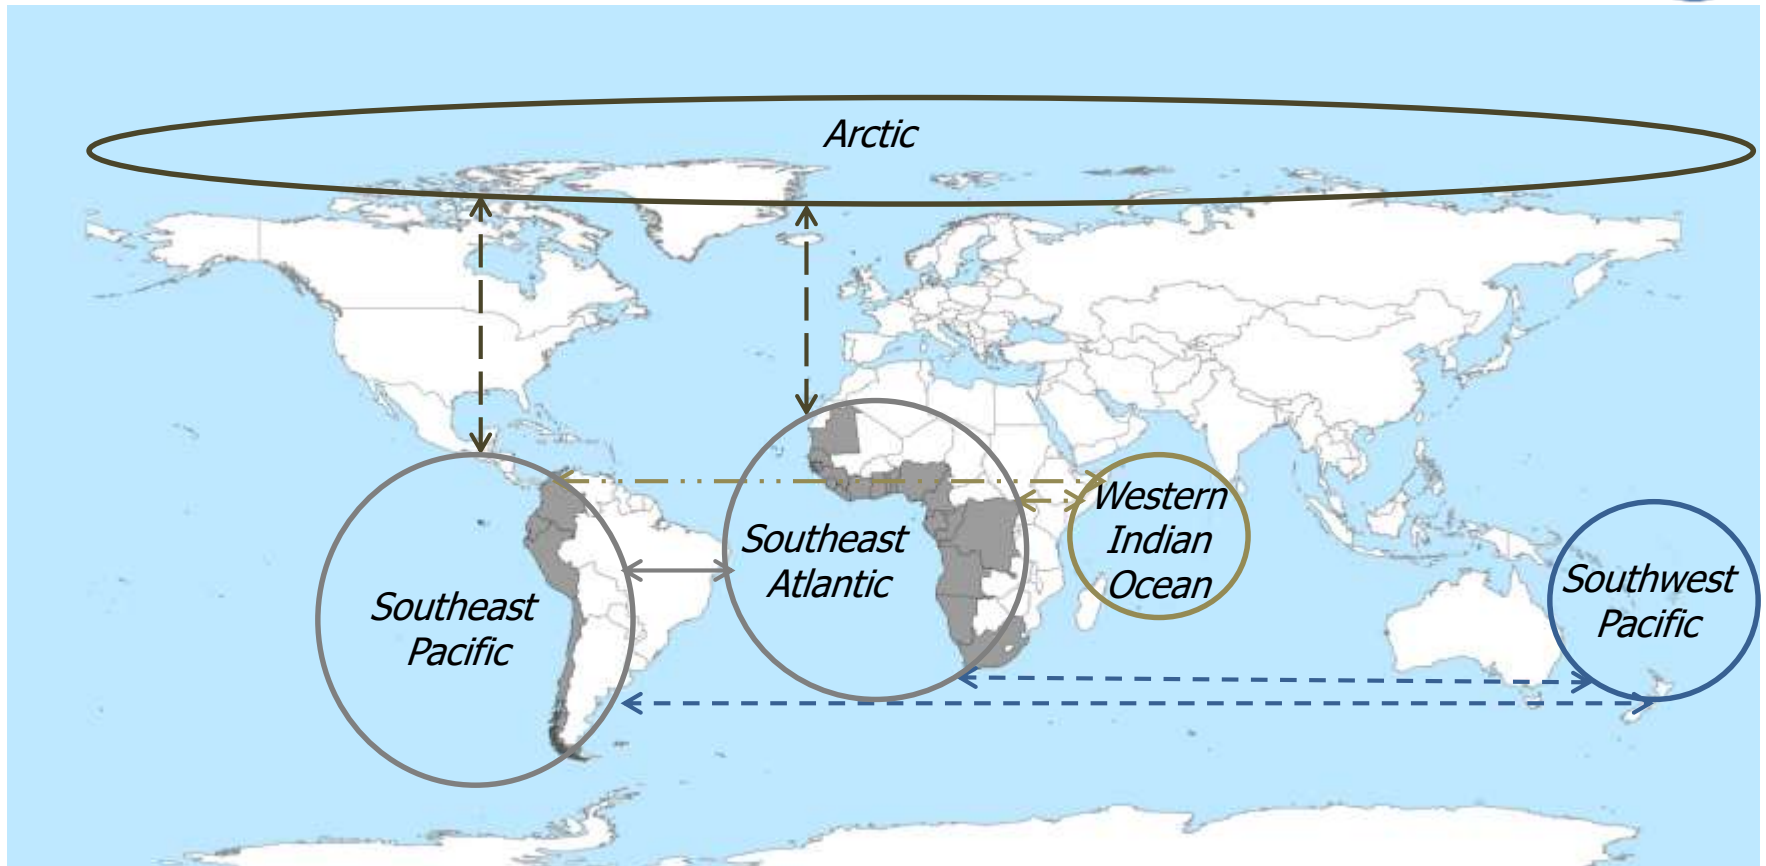 Arctic
Western
Indian
Ocean
Southeast
Atlantic
Southwest
Pacific
Southeast
Pacific